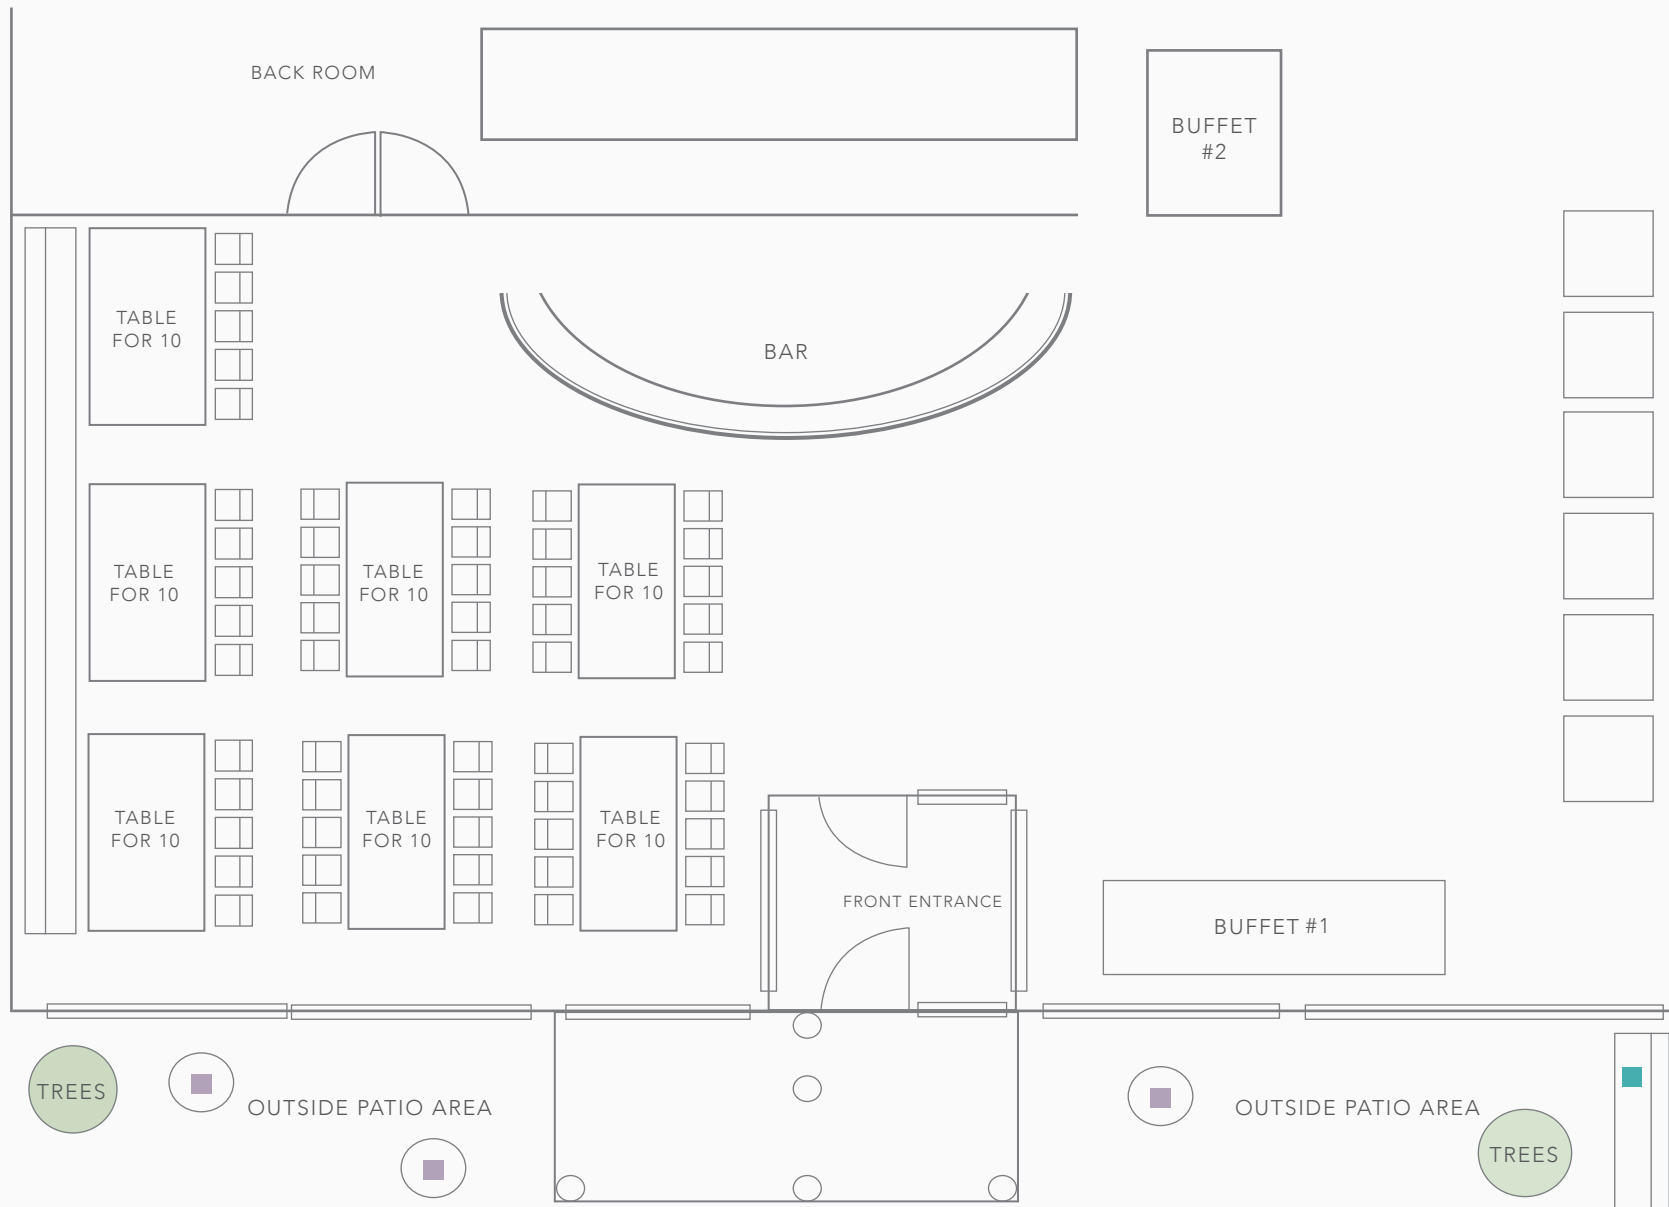 BACK ROOM
BUFFET
#2
TABLE
FOR 10
BAR
TABLE
FOR 10
TABLE
FOR 10
TABLE
FOR 10
TABLE
FOR 10
TABLE
FOR 10
TABLE
FOR 10
FRONT ENTRANCE
BUFFET #1
TREES
OUTSIDE PATIO AREA
OUTSIDE PATIO AREA
TREES